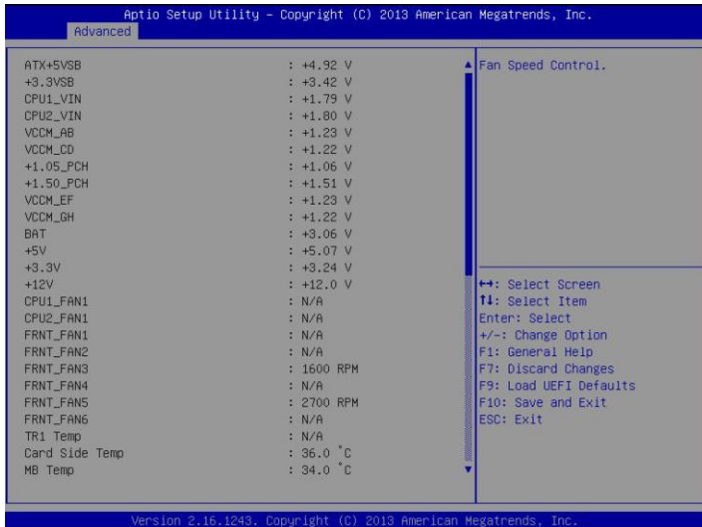 Aptio Setup Utility – Copyright (C) 2013 American Megatrends, Inc.
Advanced
ATX+5VSB : +4.92 V
+3.3VSB : +3.42 V
CPU1_VIN : +1.79 V
CPU2_VIN : +1.80 V
VCCM_AB : +1.23 V
VCCM_CD : +1.22 V
+1.05_PCH : +1.06 V
+1.50_PCH : +1.51 V
VCCM_EF : +1.23 V
VCCM_GH : +1.22 V
BAT : +3.06 V
+5V : +5.07 V
+3.3V : +3.24 V
+12V : +12.0 V
CPU1_FAN1 : N/A
CPU2_FAN1 : N/A
FRNT_FAN1 : N/A
FRNT_FAN2 : N/A
FRNT_FAN3 : 1600 RPM
FRNT_FAN4 : N/A
FRNT_FAN5 : 2700 RPM
FRNT_FAN6 : N/A
TR1 Temp : N/A
Card Side Temp : 36.0 °C
MB Temp : 34.0 °C
Fan Speed Control.
↔: Select Screen
↑↓: Select Item
Enter: Select
+/-: Change Option
F1: General Help
F7: Discard Changes
F9: Load UEFI Defaults
F10: Save and Exit
ESC: Exit
Version 2.16.1243. Copyright (C) 2013 American Megatrends, Inc.